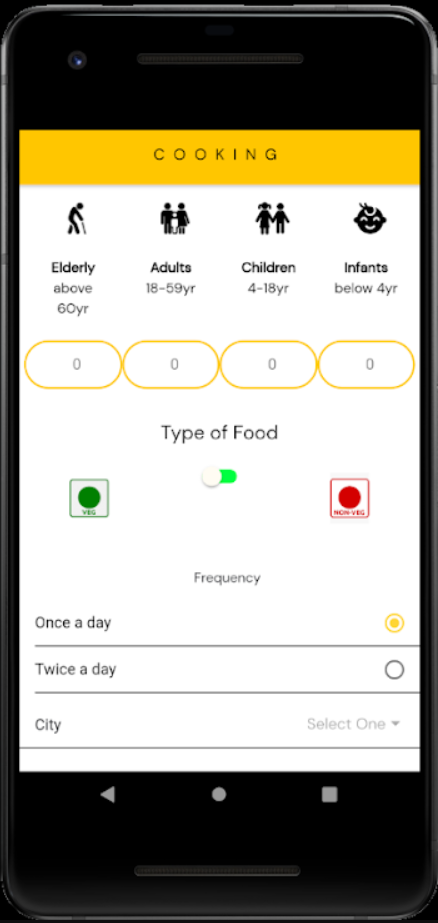 COOKING
Elderly
above
60yr
Adults
18-59yr
Children
4-18yr
Infants
below 4yr
0
0
0
0
Type of Food
VEG
NON-VEG
Frequency
Once a day
Twice a day
City
Select One